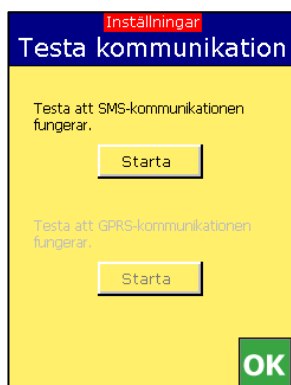 Inställningar
Testa kommunikation
Testa att SMS-kommunikationen
fungerar.
Starta
Testa att GPRS-kommunikationen
fungerar.
Starta
OK